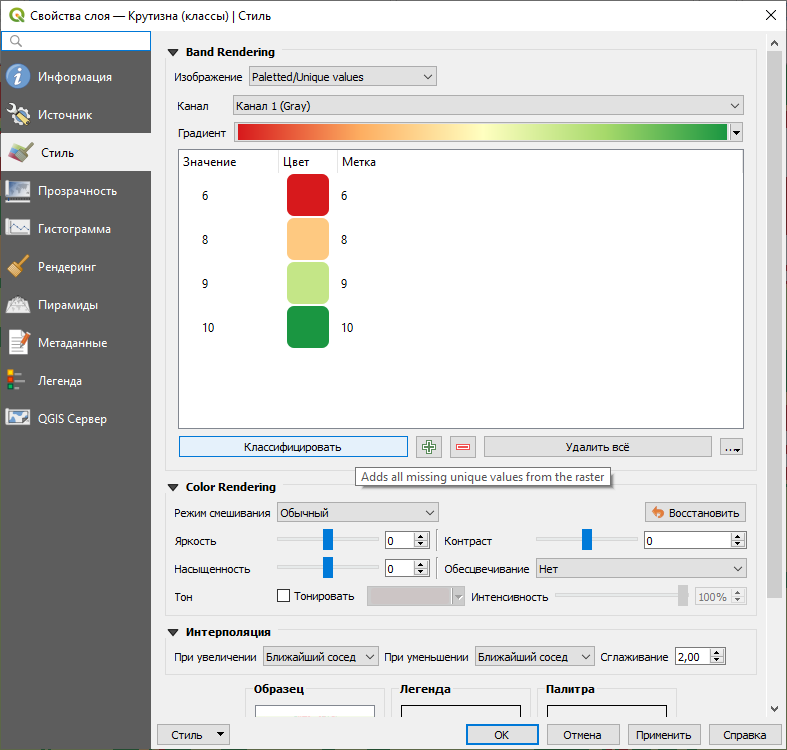 Свойства слоя — Крутизна (классы) | Стиль
Информация
Источник
Стиль
Прозрачность
Гистограмма
Рендеринг
Пирамиды
Метаданные
Легенда
QGIS Сервер
Band Rendering
Изображение Paletted/Unique values
Канал Канал 1 (Gray)
Градиент
Значение Цвет Метка
6 6
8 8
9 9
10 10
Классифицировать Удалить всё ...
Adds all missing unique values from the raster
Color Rendering
Режим смешивания Обычный Восстановить
Яркость 0 Контраст 0
Насыщенность 0 Обесцвечивание Нет
Тон Тонировать Интенсивность 100%
Интерполяция
При увеличении Ближайший сосед При уменьшении Ближайший сосед Сглаживание 2,00
Образец Легенда Палитра
Стиль OK Отмена Применить Справка